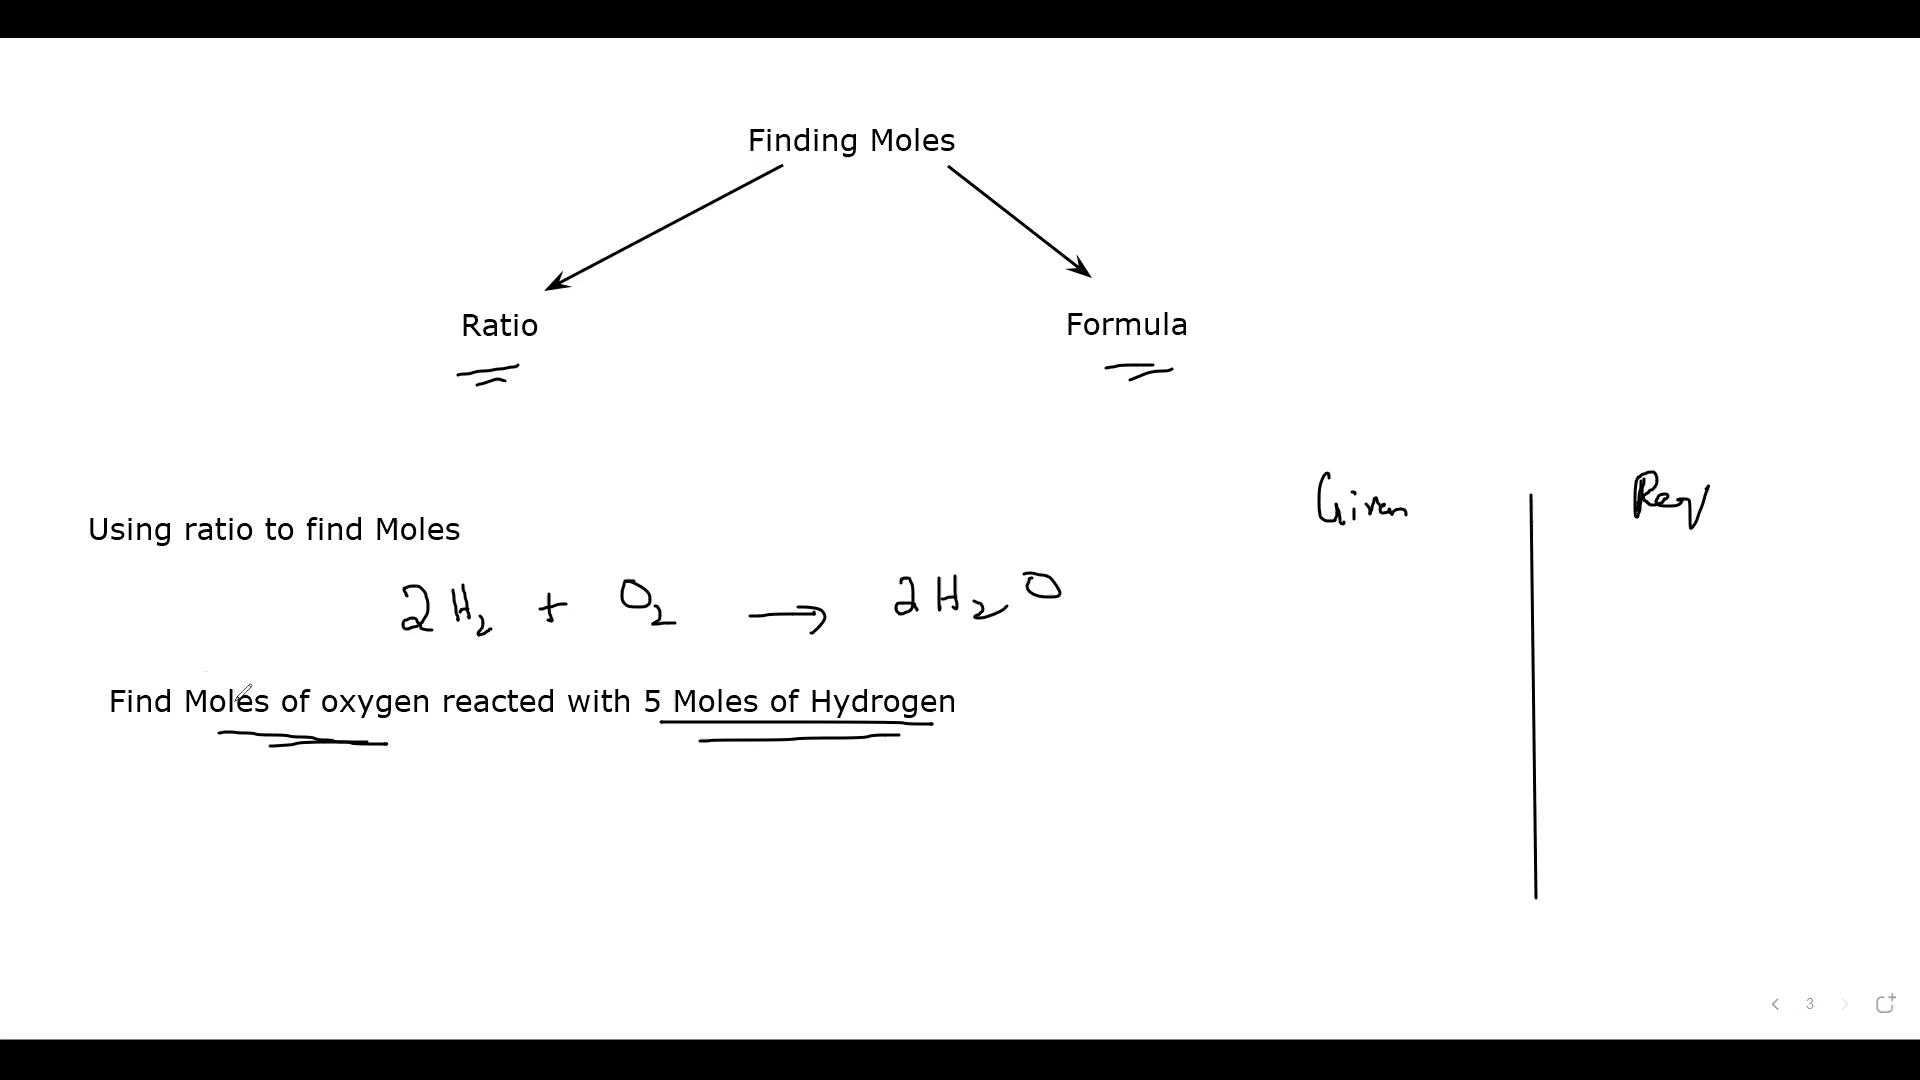 Finding Moles
Ratio
Formula
Given
Req
Using ratio to find Moles
2H₂ + O₂ → 2H₂O
Find Moles of oxygen reacted with 5 Moles of Hydrogen
3